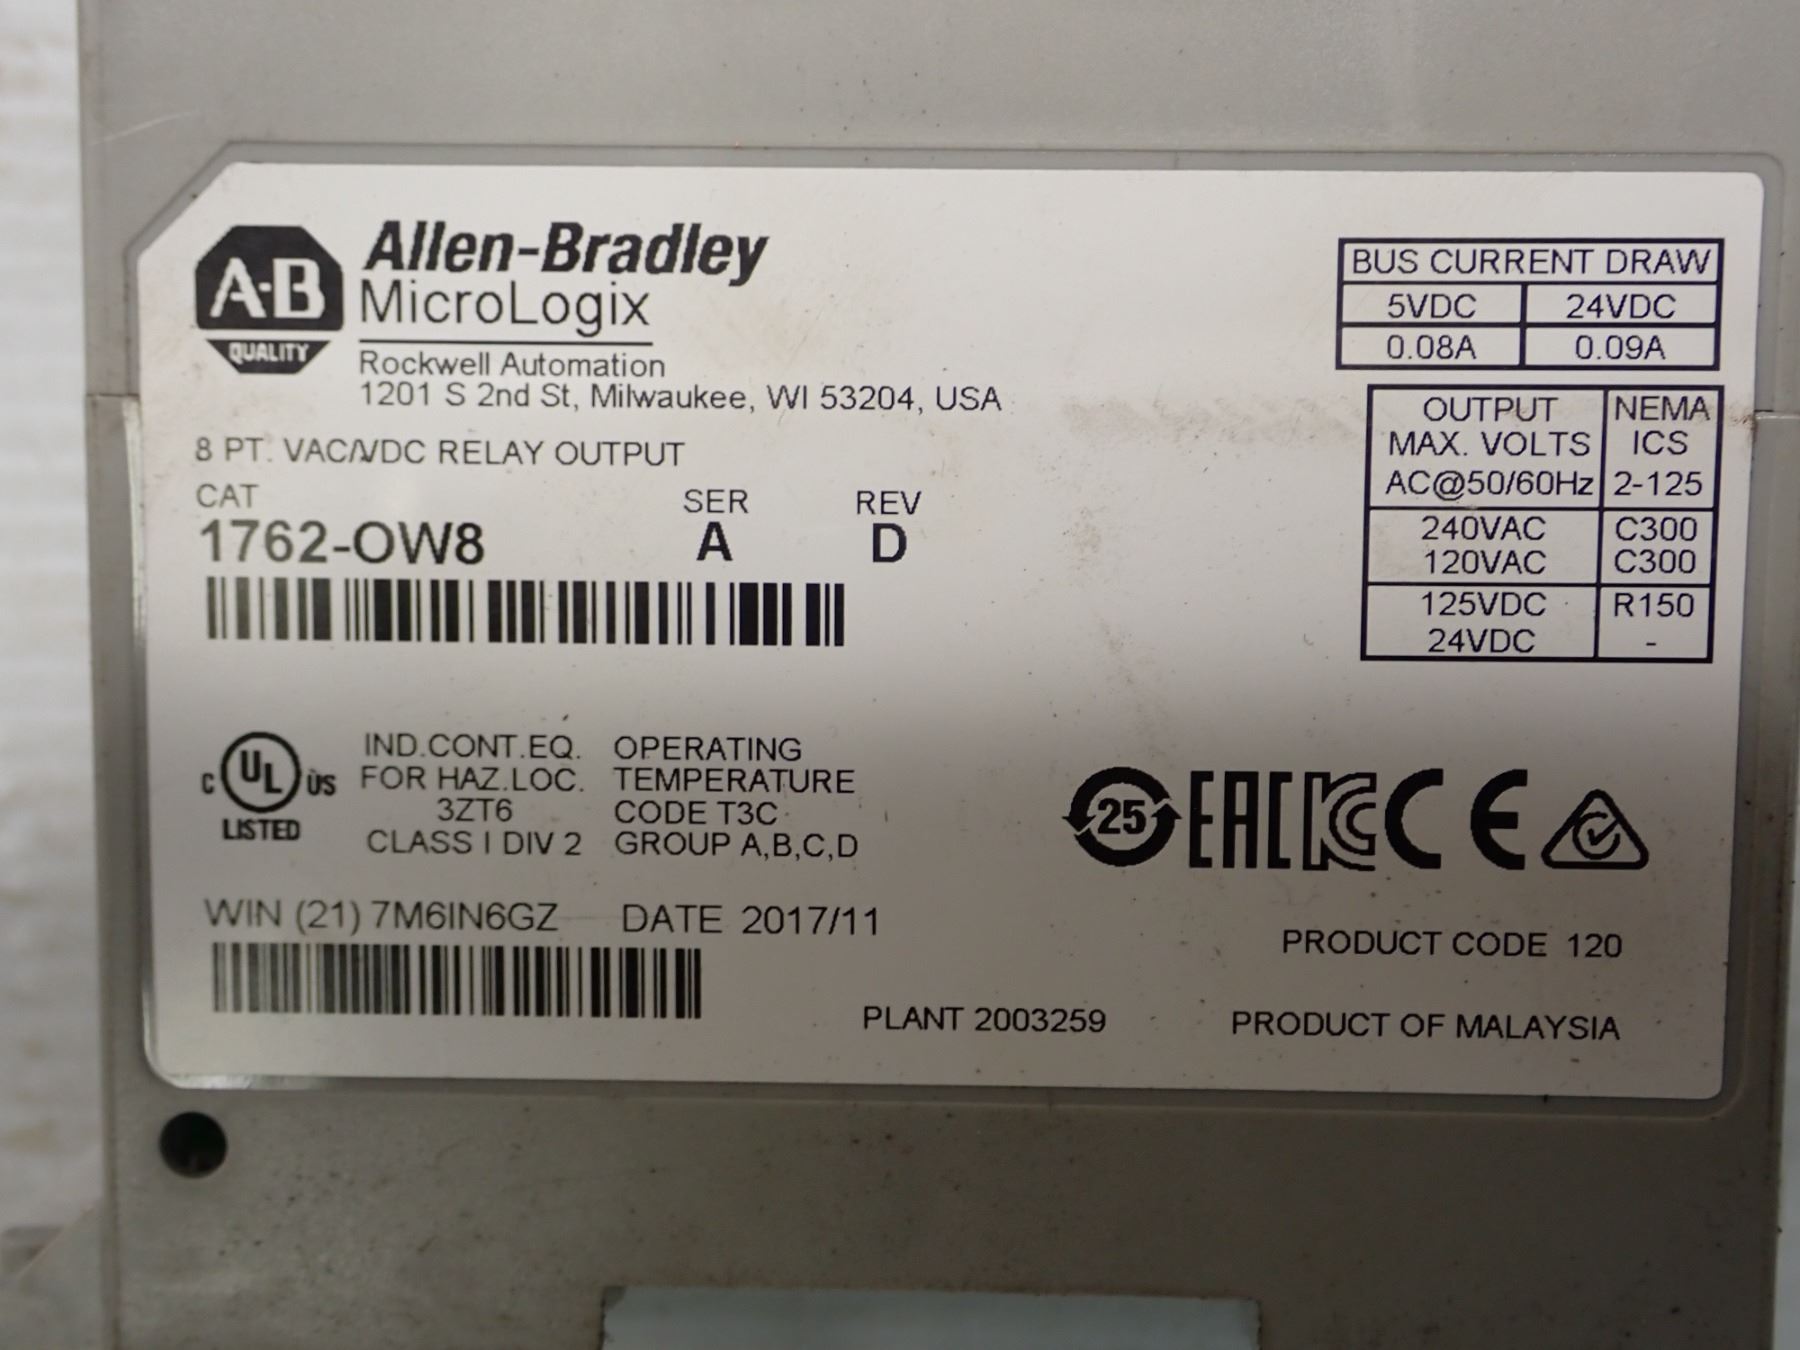 A-B
QUALITY
Allen-Bradley
MicroLogix
Rockwell Automation
1201 S 2nd St, Milwaukee, WI 53204, USA
8 PT. VAC/VDC RELAY OUTPUT
CAT SER REV
1762-OW8 A D
BUS CURRENT DRAW
5VDC 24VDC
0.08A 0.09A
OUTPUT NEMA
MAX. VOLTS ICS
AC@50/60Hz 2-125
240VAC C300
120VAC C300
125VDC R150
24VDC -
C UL US
LISTED
IND.CONT.EQ.
FOR HAZ.LOC.
3ZT6
CLASS I DIV 2
OPERATING
TEMPERATURE
CODE T3C
GROUP A,B,C,D
25 EAC KC CE
WIN (21) 7M6IN6GZ DATE 2017/11
PRODUCT CODE 120
PLANT 2003259 PRODUCT OF MALAYSIA